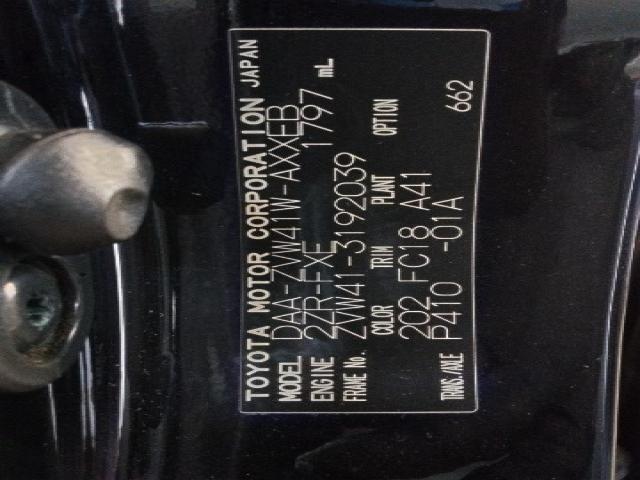 TOYOTA MOTOR CORPORATION JAPAN
MODEL DAA-ZVW41W-AXXEB
ENGINE 2ZR-FXE 1797 mL
FRAME No. ZVW41-3192039
COLOR TRIM PLANT OPTION
202 FC18 A41
TRANS./AXLE P410 -01A 662